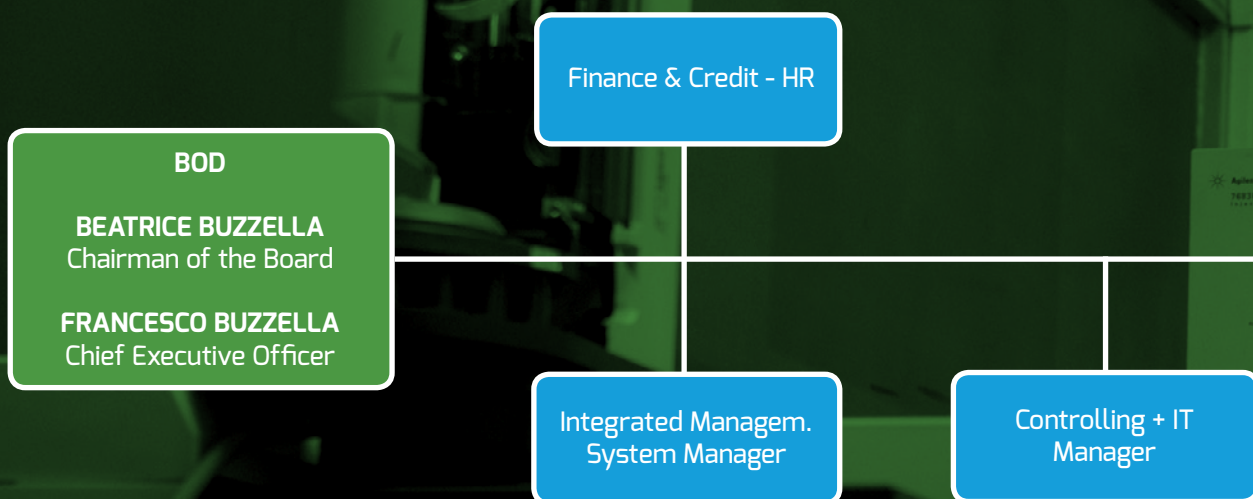 Finance & Credit - HR
BOD
BEATRICE BUZZELLA
Chairman of the Board
FRANCESCO BUZZELLA
Chief Executive Officer
Integrated Managem.
System Manager
Controlling + IT
Manager